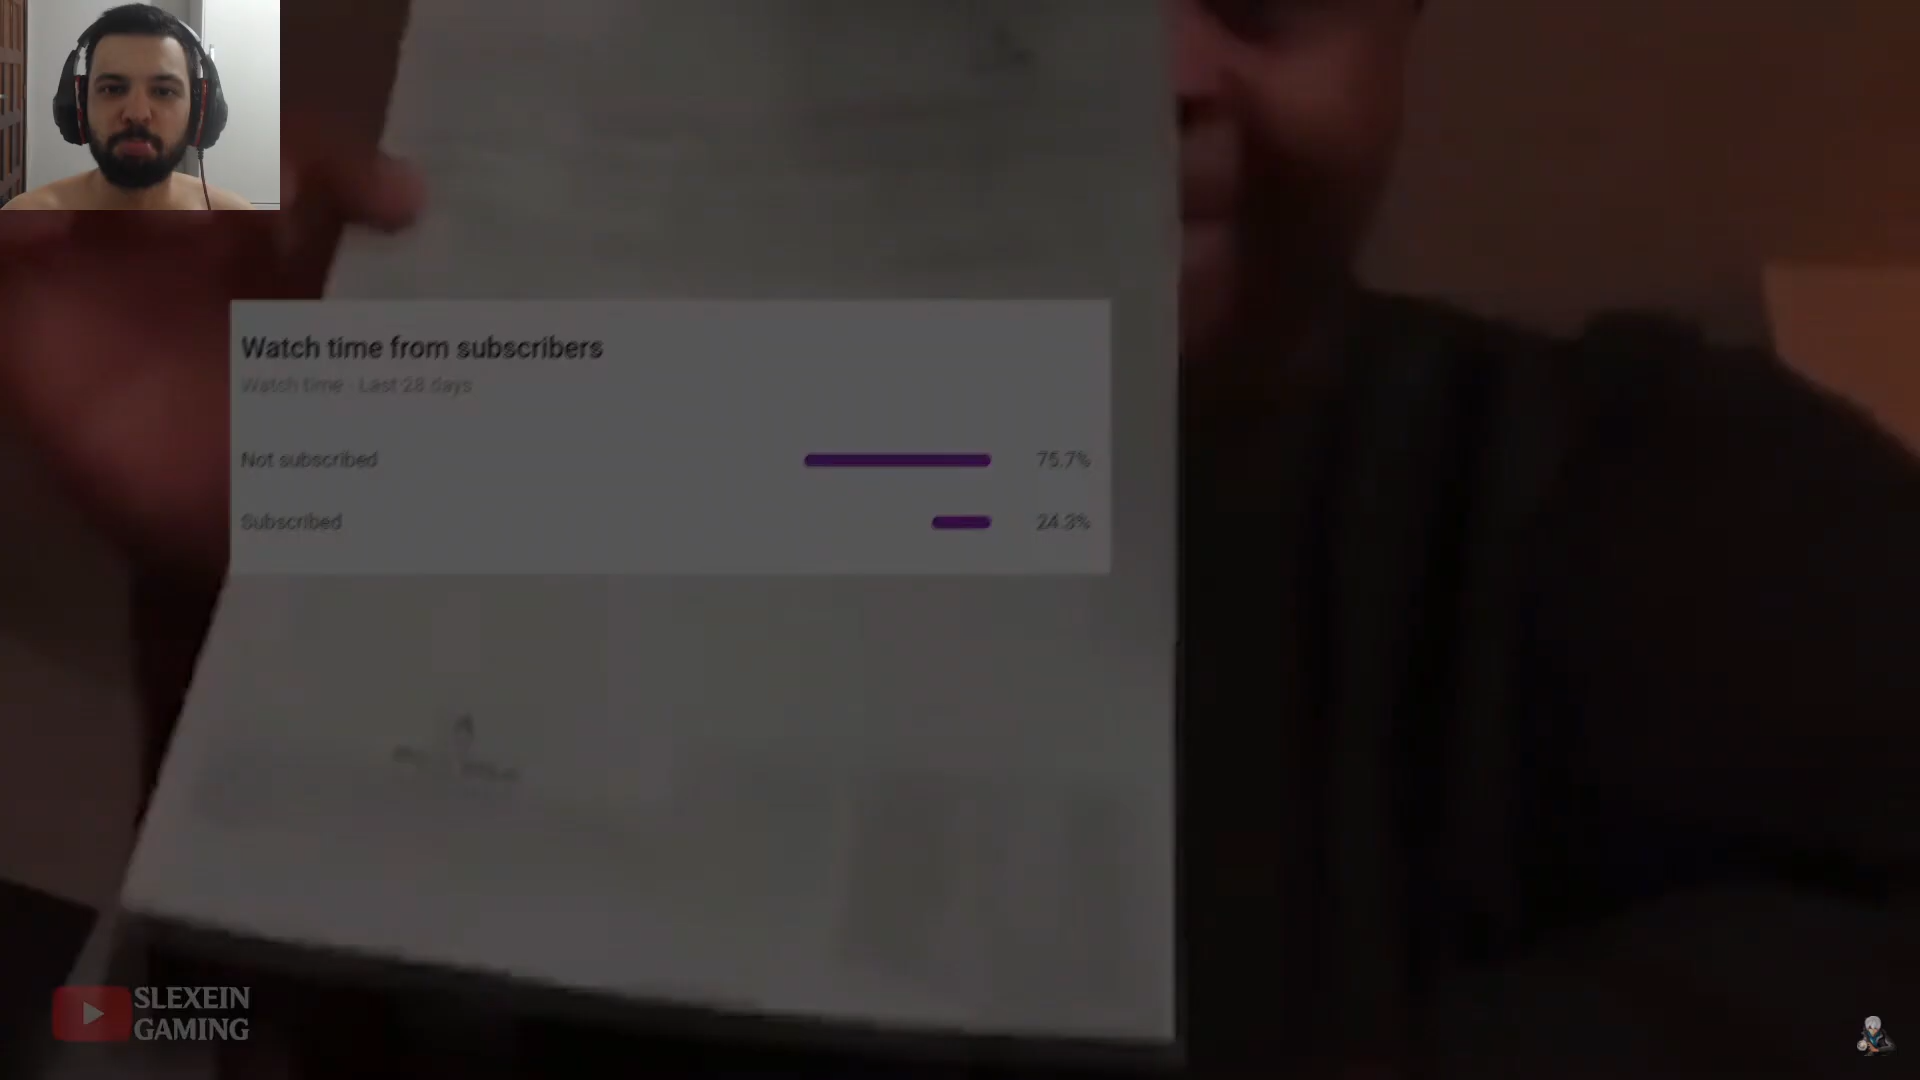 Watch time from subscribers
Watch time · Last 28 days
Not subscribed 75.7%
Subscribed 24.3%
SLEXEIN
GAMING